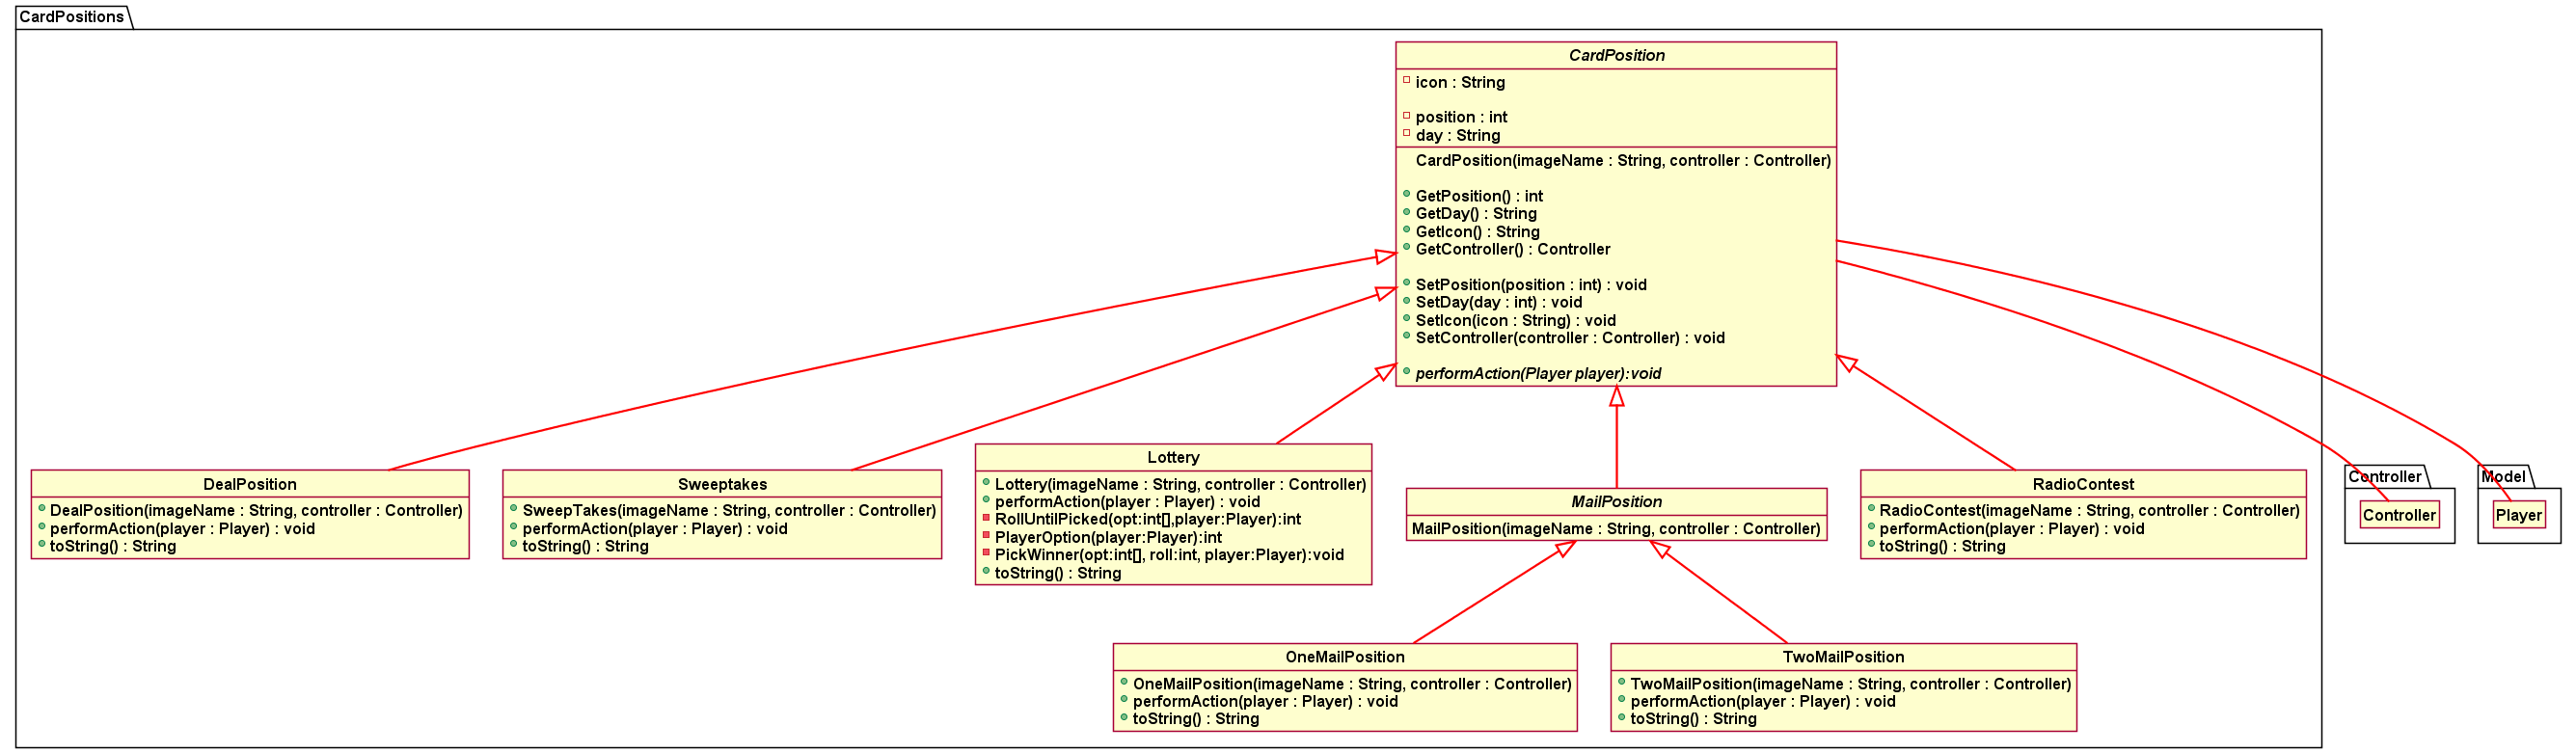 CardPositions
CardPosition
icon : String
position : int
day : String
CardPosition(imageName : String, controller : Controller)
GetPosition() : int
GetDay() : String
GetIcon() : String
GetController() : Controller
SetPosition(position : int) : void
SetDay(day : int) : void
SetIcon(icon : String) : void
SetController(controller : Controller) : void
performAction(Player player):void
DealPosition
DealPosition(imageName : String, controller : Controller)
performAction(player : Player) : void
toString() : String
Sweeptakes
SweepTakes(imageName : String, controller : Controller)
performAction(player : Player) : void
toString() : String
Lottery
Lottery(imageName : String, controller : Controller)
performAction(player : Player) : void
RollUntilPicked(opt:int[],player:Player):int
PlayerOption(player:Player):int
PickWinner(opt:int[], roll:int, player:Player):void
toString() : String
MailPosition
MailPosition(imageName : String, controller : Controller)
RadioContest
RadioContest(imageName : String, controller : Controller)
performAction(player : Player) : void
toString() : String
Controller
Controller
Model
Player
OneMailPosition
OneMailPosition(imageName : String, controller : Controller)
performAction(player : Player) : void
toString() : String
TwoMailPosition
TwoMailPosition(imageName : String, controller : Controller)
performAction(player : Player) : void
toString() : String